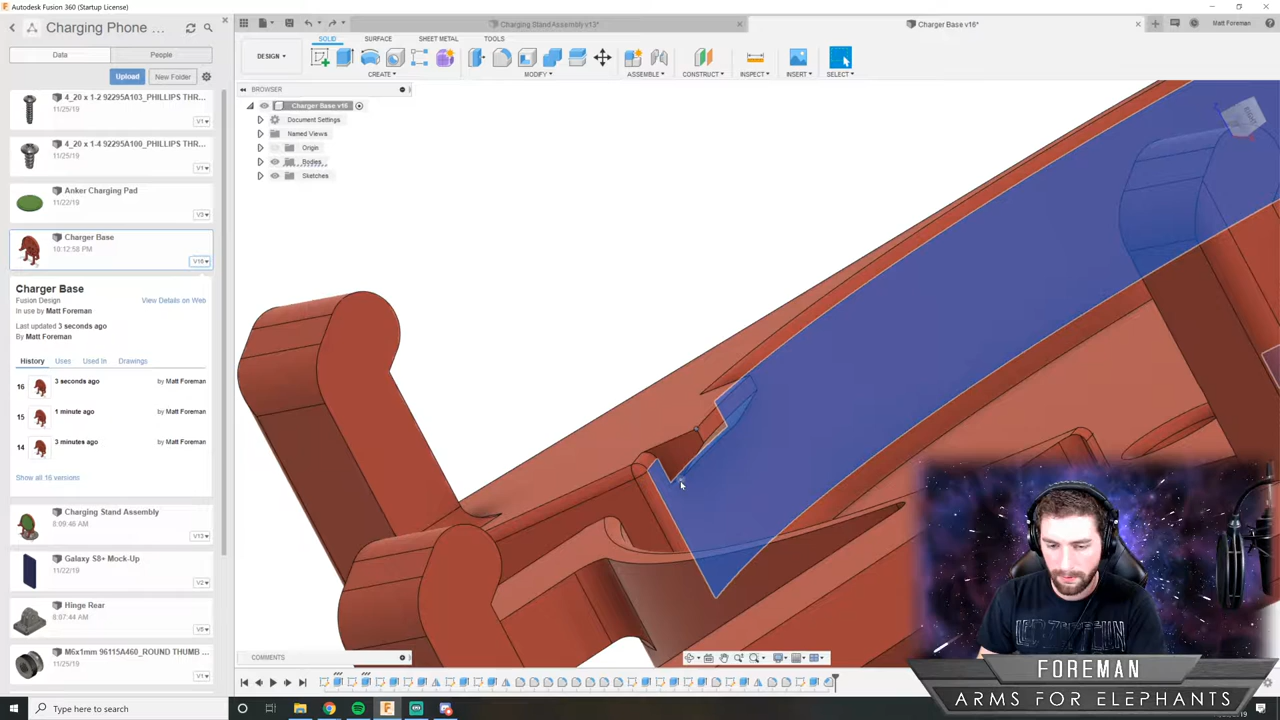 Autodesk Fusion 360 (Startup License)
Charging Phone ...
Charging Stand Assembly v13*
Charger Base v16*
Matt Foreman
Data
People
SOLID
SURFACE
SHEET METAL
TOOLS
DESIGN
CREATE
MODIFY
ASSEMBLE
CONSTRUCT
INSPECT
INSERT
SELECT
Upload
New Folder
BROWSER
4_20 x 1-2 92295A103_PHILLIPS THR...
11/25/19
V1
Charger Base v16
Document Settings
Named Views
Origin
Bodies
Sketches
4_20 x 1-4 92295A100_PHILLIPS THR...
11/25/19
V1
Anker Charging Pad
11/22/19
V3
Charger Base
10:12:58 PM
V16
Charger Base
Fusion Design
View Details on Web
In use by Matt Foreman
Last updated 3 seconds ago
By Matt Foreman
History
Uses
Used In
Drawings
16
3 seconds ago
by Matt Foreman
15
1 minute ago
by Matt Foreman
14
3 minutes ago
by Matt Foreman
Show all 16 versions
Charging Stand Assembly
8:09:46 AM
V13
Galaxy S8+ Mock-Up
11/22/19
V2
Hinge Rear
8:07:44 AM
V5
M6x1mm 96115A460_ROUND THUMB ...
11/25/19
V1
COMMENTS
LED ZEPPELIN
FOREMAN
ARMS FOR ELEPHANTS
Type here to search